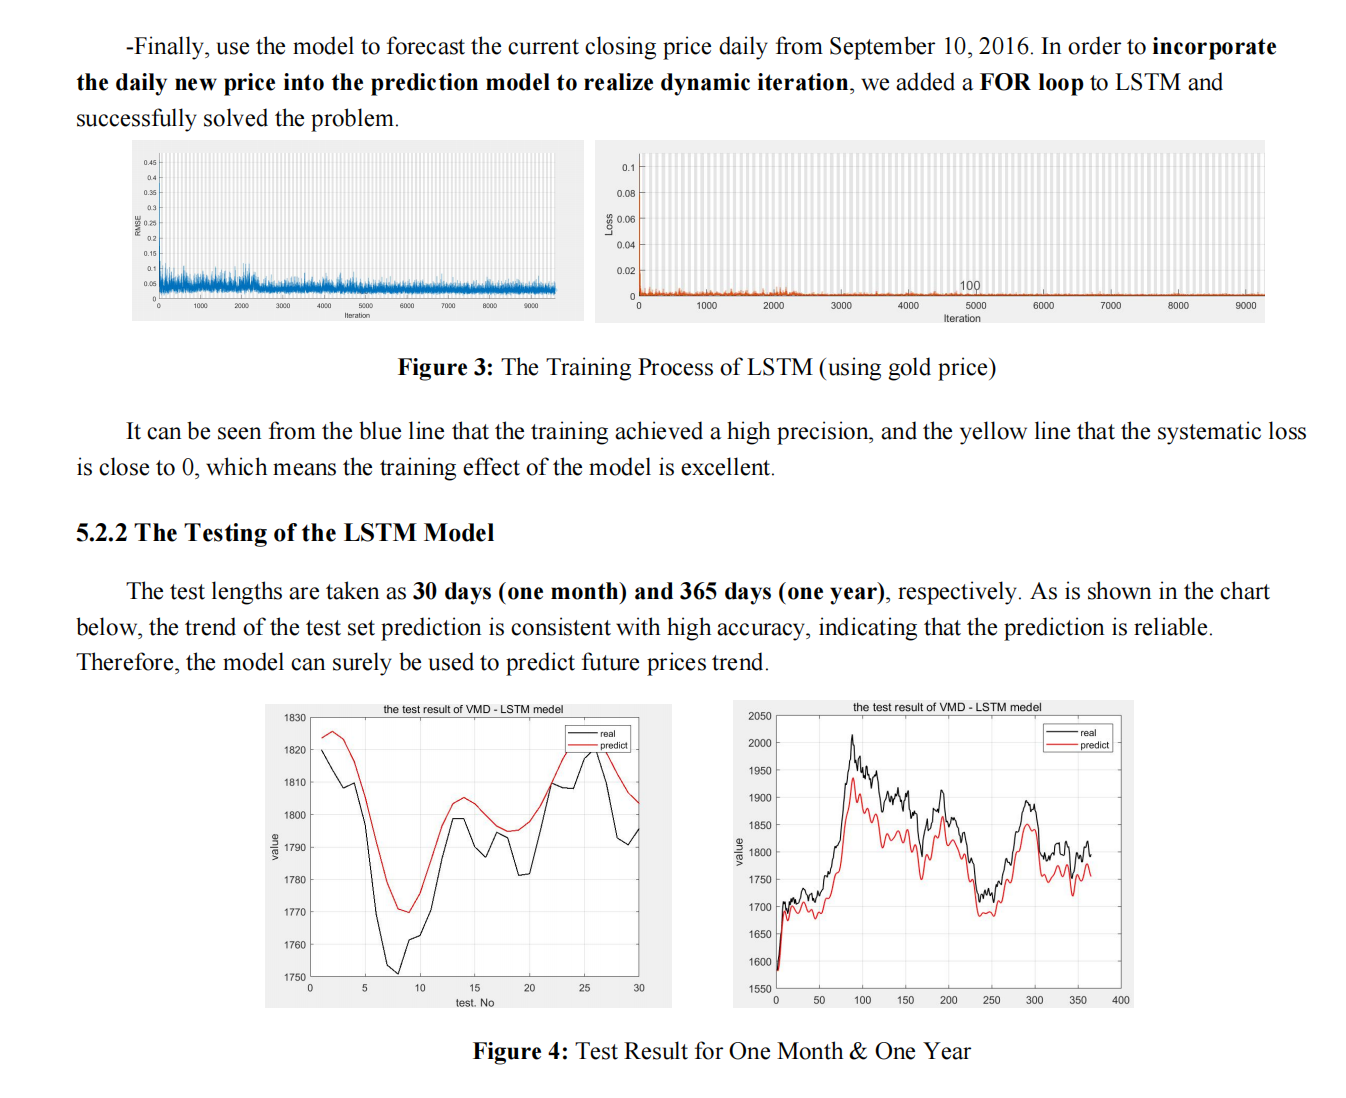 -Finally, use the model to forecast the current closing price daily from September 10, 2016. In order to incorporate
the daily new price into the prediction model to realize dynamic iteration, we added a FOR loop to LSTM and
successfully solved the problem.
0.45
0.4
0.35
0.3
0.25
0.2
0.15
0.1
0.05
0
RMSE
0 1000 2000 3000 4000 5000 6000 7000 8000 9000
Iteration
0.1
0.08
0.06
0.04
0.02
0
Loss
100
0 1000 2000 3000 4000 5000 6000 7000 8000 9000
Iteration
Figure 3: The Training Process of LSTM (using gold price)
It can be seen from the blue line that the training achieved a high precision, and the yellow line that the systematic loss
is close to 0, which means the training effect of the model is excellent.
5.2.2 The Testing of the LSTM Model
The test lengths are taken as 30 days (one month) and 365 days (one year), respectively. As is shown in the chart
below, the trend of the test set prediction is consistent with high accuracy, indicating that the prediction is reliable.
Therefore, the model can surely be used to predict future prices trend.
the test result of VMD - LSTM medel
real
predict
1830
1820
1810
1800
1790
1780
1770
1760
1750
value
0 5 10 15 20 25 30
test. No
the test result of VMD - LSTM medel
real
predict
2050
2000
1950
1900
1850
1800
1750
1700
1650
1600
1550
value
0 50 100 150 200 250 300 350 400
Figure 4: Test Result for One Month & One Year